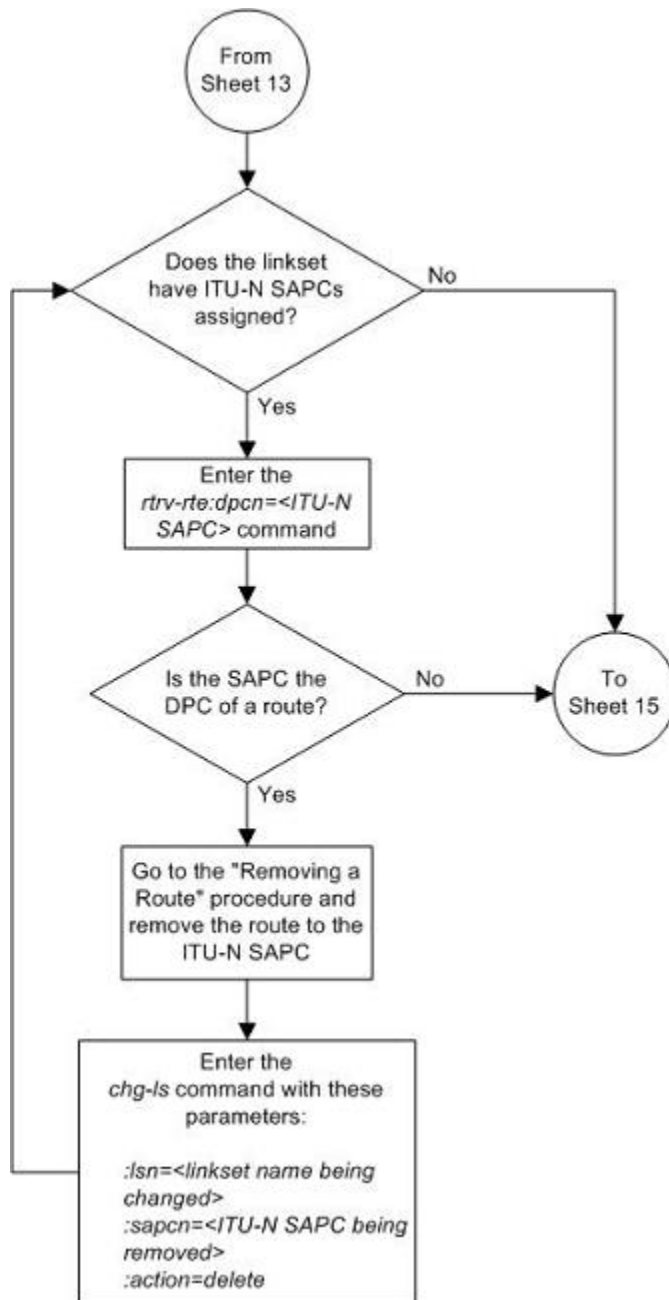 From
Sheet 13
Does the linkset
have ITU-N SAPCs
assigned?
No
Yes
Enter the
rtrv-rte:dpcn=<ITU-N
SAPC> command
Is the SAPC the
DPC of a route?
No
To
Sheet 15
Yes
Go to the "Removing a
Route" procedure and
remove the route to the
ITU-N SAPC
Enter the
chg-ls command with these
parameters:
:lsn=<linkset name being
changed>
:sapcn=<ITU-N SAPC being
removed>
:action=delete